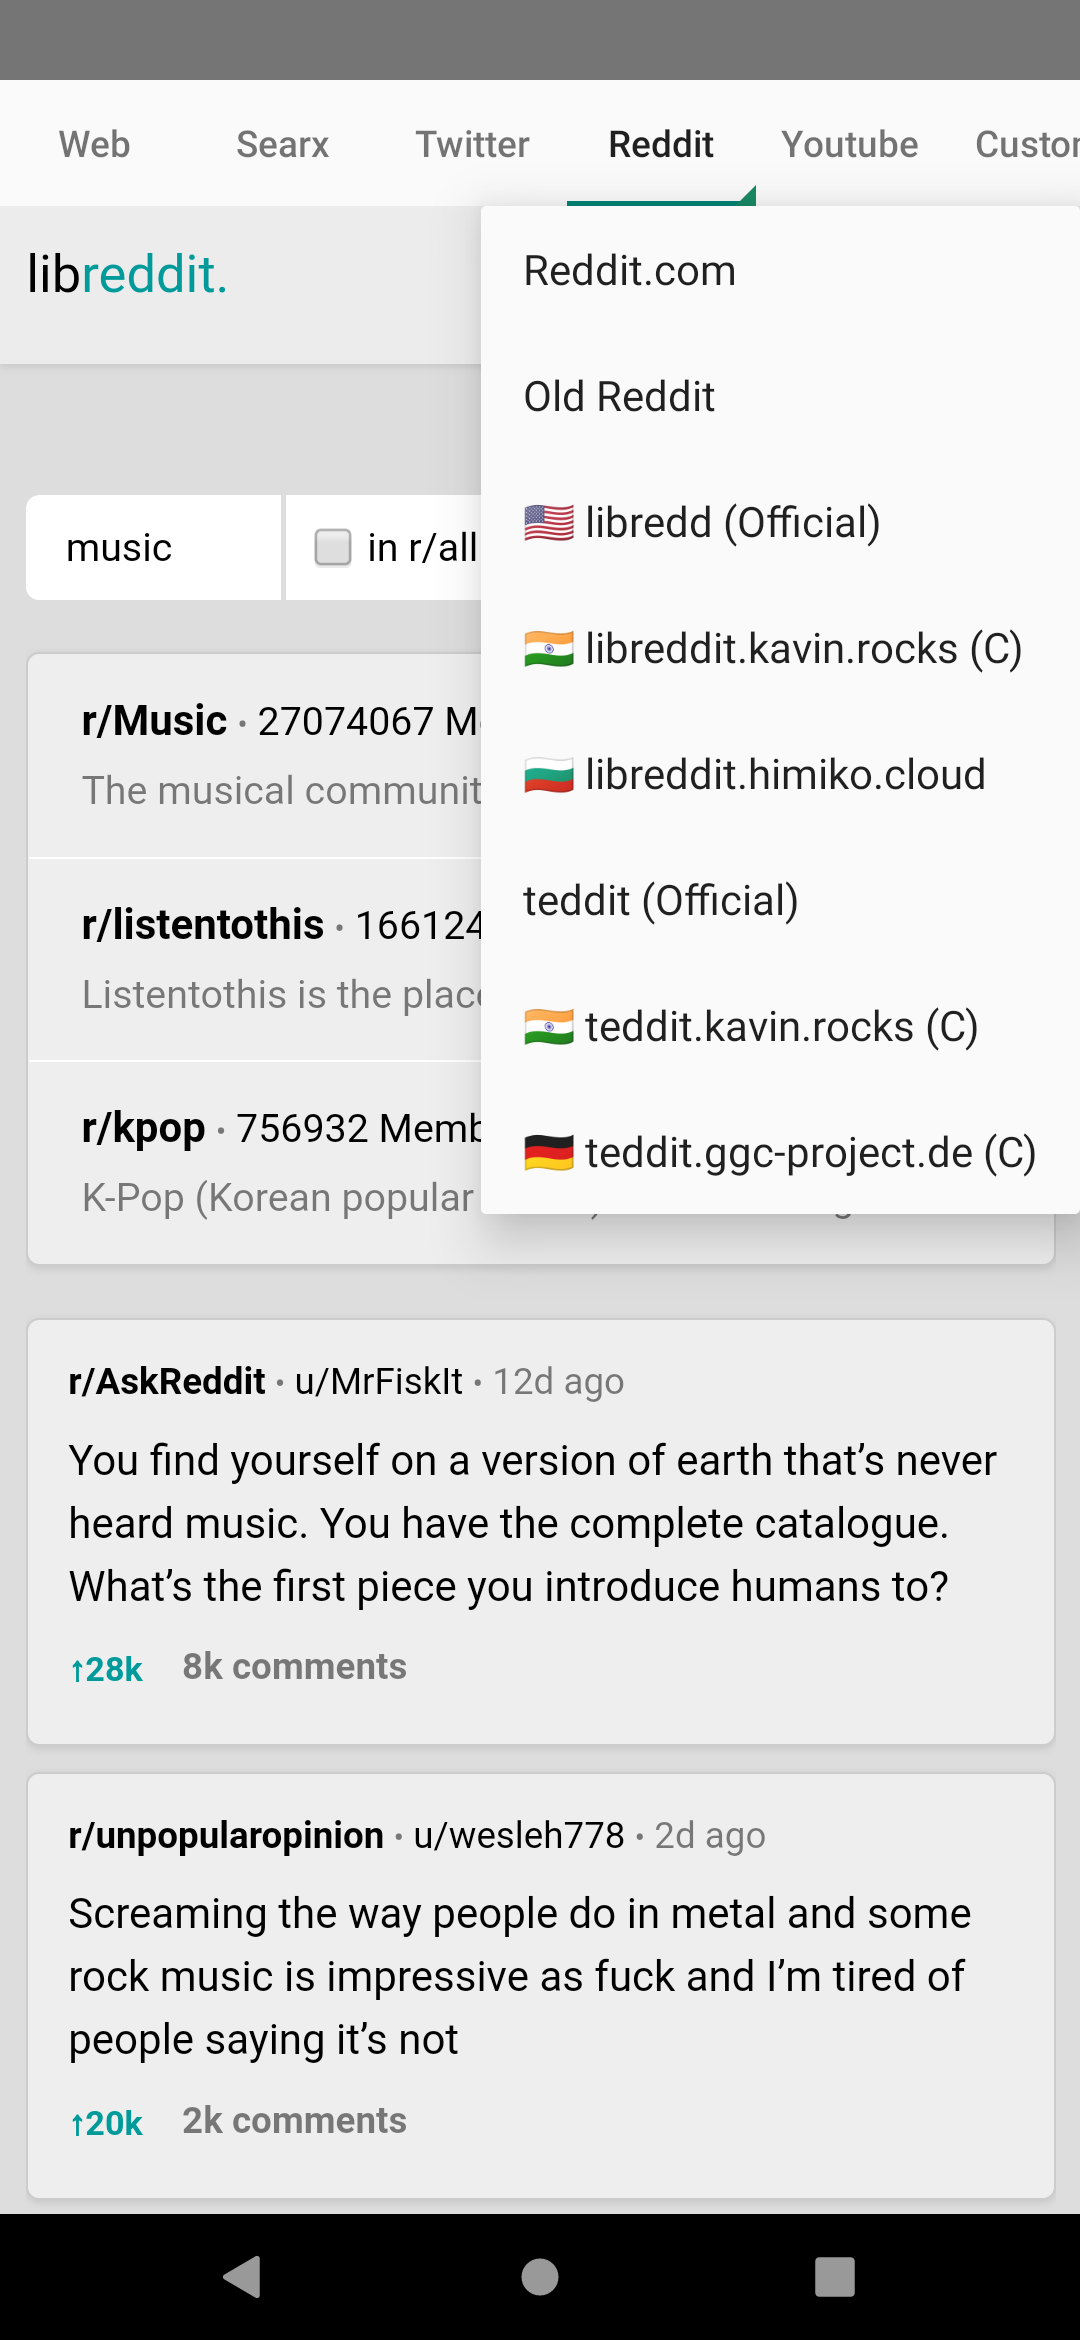 Web Searx Twitter Reddit Youtube
libreddit.
Reddit.com
Old Reddit
🇺🇸 libredd (Official)
🇮🇳 libreddit.kavin.rocks (C)
🇧🇬 libreddit.himiko.cloud
teddit (Official)
🇮🇳 teddit.kavin.rocks (C)
🇩🇪 teddit.ggc-project.de (C)
music in r/all
r/Music • 27074067
The musical
r/listentothis • 166124
Listentothis is the
r/kpop • 756932
K-Pop (Korean popular
r/AskReddit • u/MrFiskIt • 12d ago
You find yourself on a version of earth that’s never
heard music. You have the complete catalogue.
What’s the first piece you introduce humans to?
↑28k 8k comments
r/unpopularopinion • u/wesleh778 • 2d ago
Screaming the way people do in metal and some
rock music is impressive as fuck and I’m tired of
people saying it’s not
↑20k 2k comments